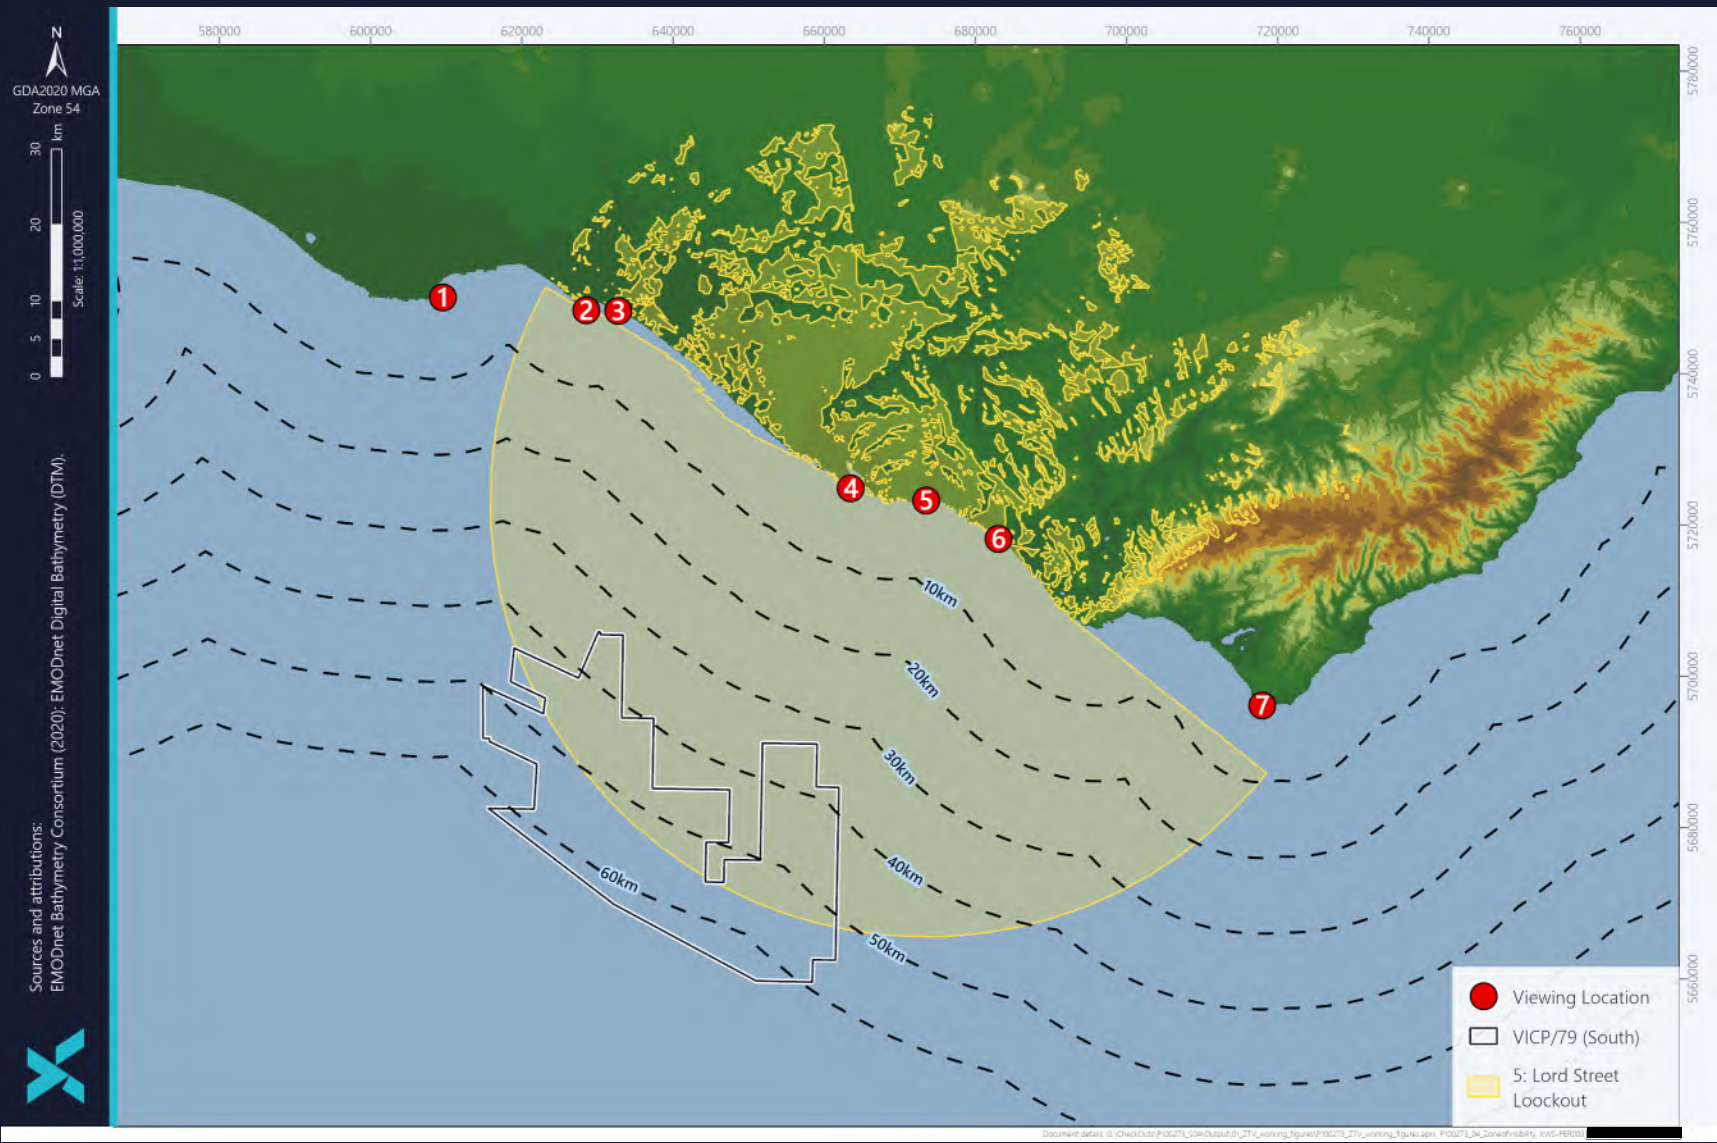 580000 600000 620000 640000 660000 680000 700000 720000 740000 760000
N
GDA2020 MGA
Zone 54
km
30
20
10
5
0
Scale: 1:1,000,000
Sources and attributions:
EMODnet Bathymetry Consortium (2020): EMODnet Digital Bathymetry (DTM).
5780000
5760000
5740000
5720000
5700000
5680000
5660000
1
2
3
4
5
6
7
10km
20km
30km
40km
50km
60km
Viewing Location
VICP/79 (South)
5: Lord Street
Loockout
Document details: